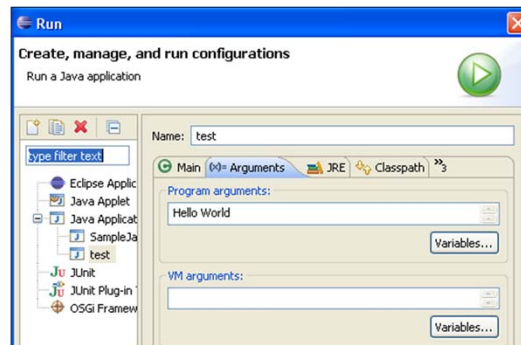 Run
Create, manage, and run configurations
Run a Java application
type filter text
Eclipse Applic
Java Applet
Java Applicat
SampleJa
test
JUnit
JUnit Plug-in
OSGi Framew
Name: test
Main (x)= Arguments JRE Classpath »3
Program arguments:
Hello World
Variables...
VM arguments:
Variables...